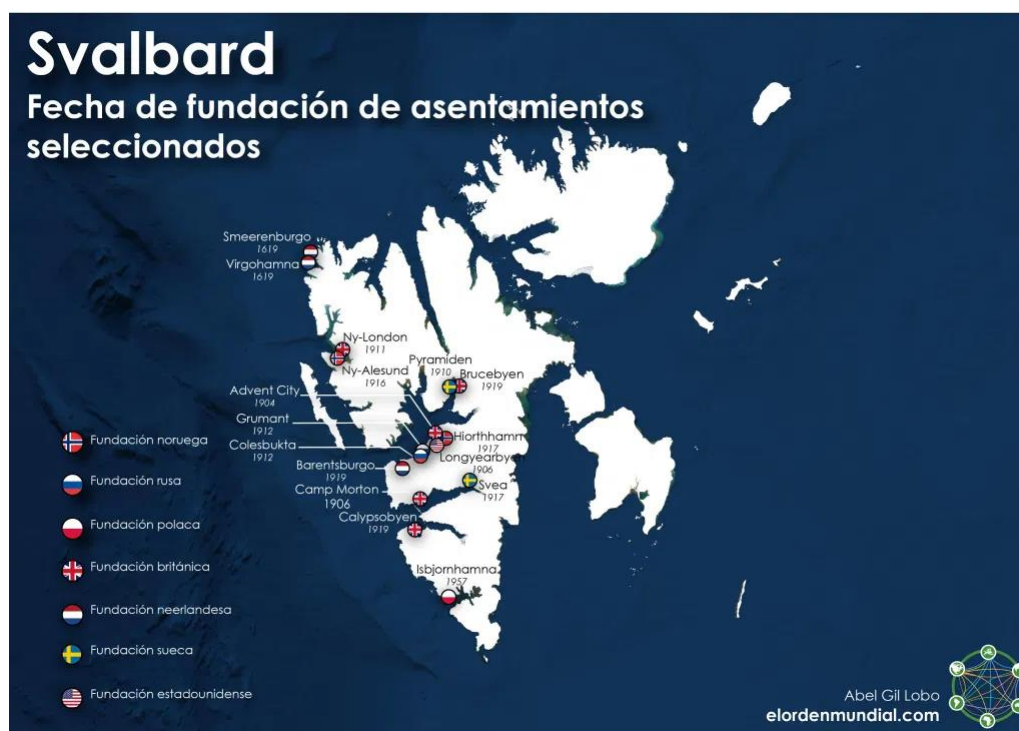 Svalbard
Fecha de fundación de asentamientos
seleccionados
Smeerenburgo
1619
Virgohamna
1619
Ny-London
1911
Ny-Alesund
1916
Pyramiden
1910
Brucebyen
1919
Advent City
1904
Grumant
1912
Colesbukta
1912
Hiorthhamn
1917
Longyearbyen
1906
Barentsburgo
1919
Svea
1917
Camp Morton
1906
Calypsobyen
1919
Isbjornhamna
1957
Fundación noruega
Fundación rusa
Fundación polaca
Fundación británica
Fundación neerlandesa
Fundación sueca
Fundación estadounidense
Abel Gil Lobo
elordenmundial.com